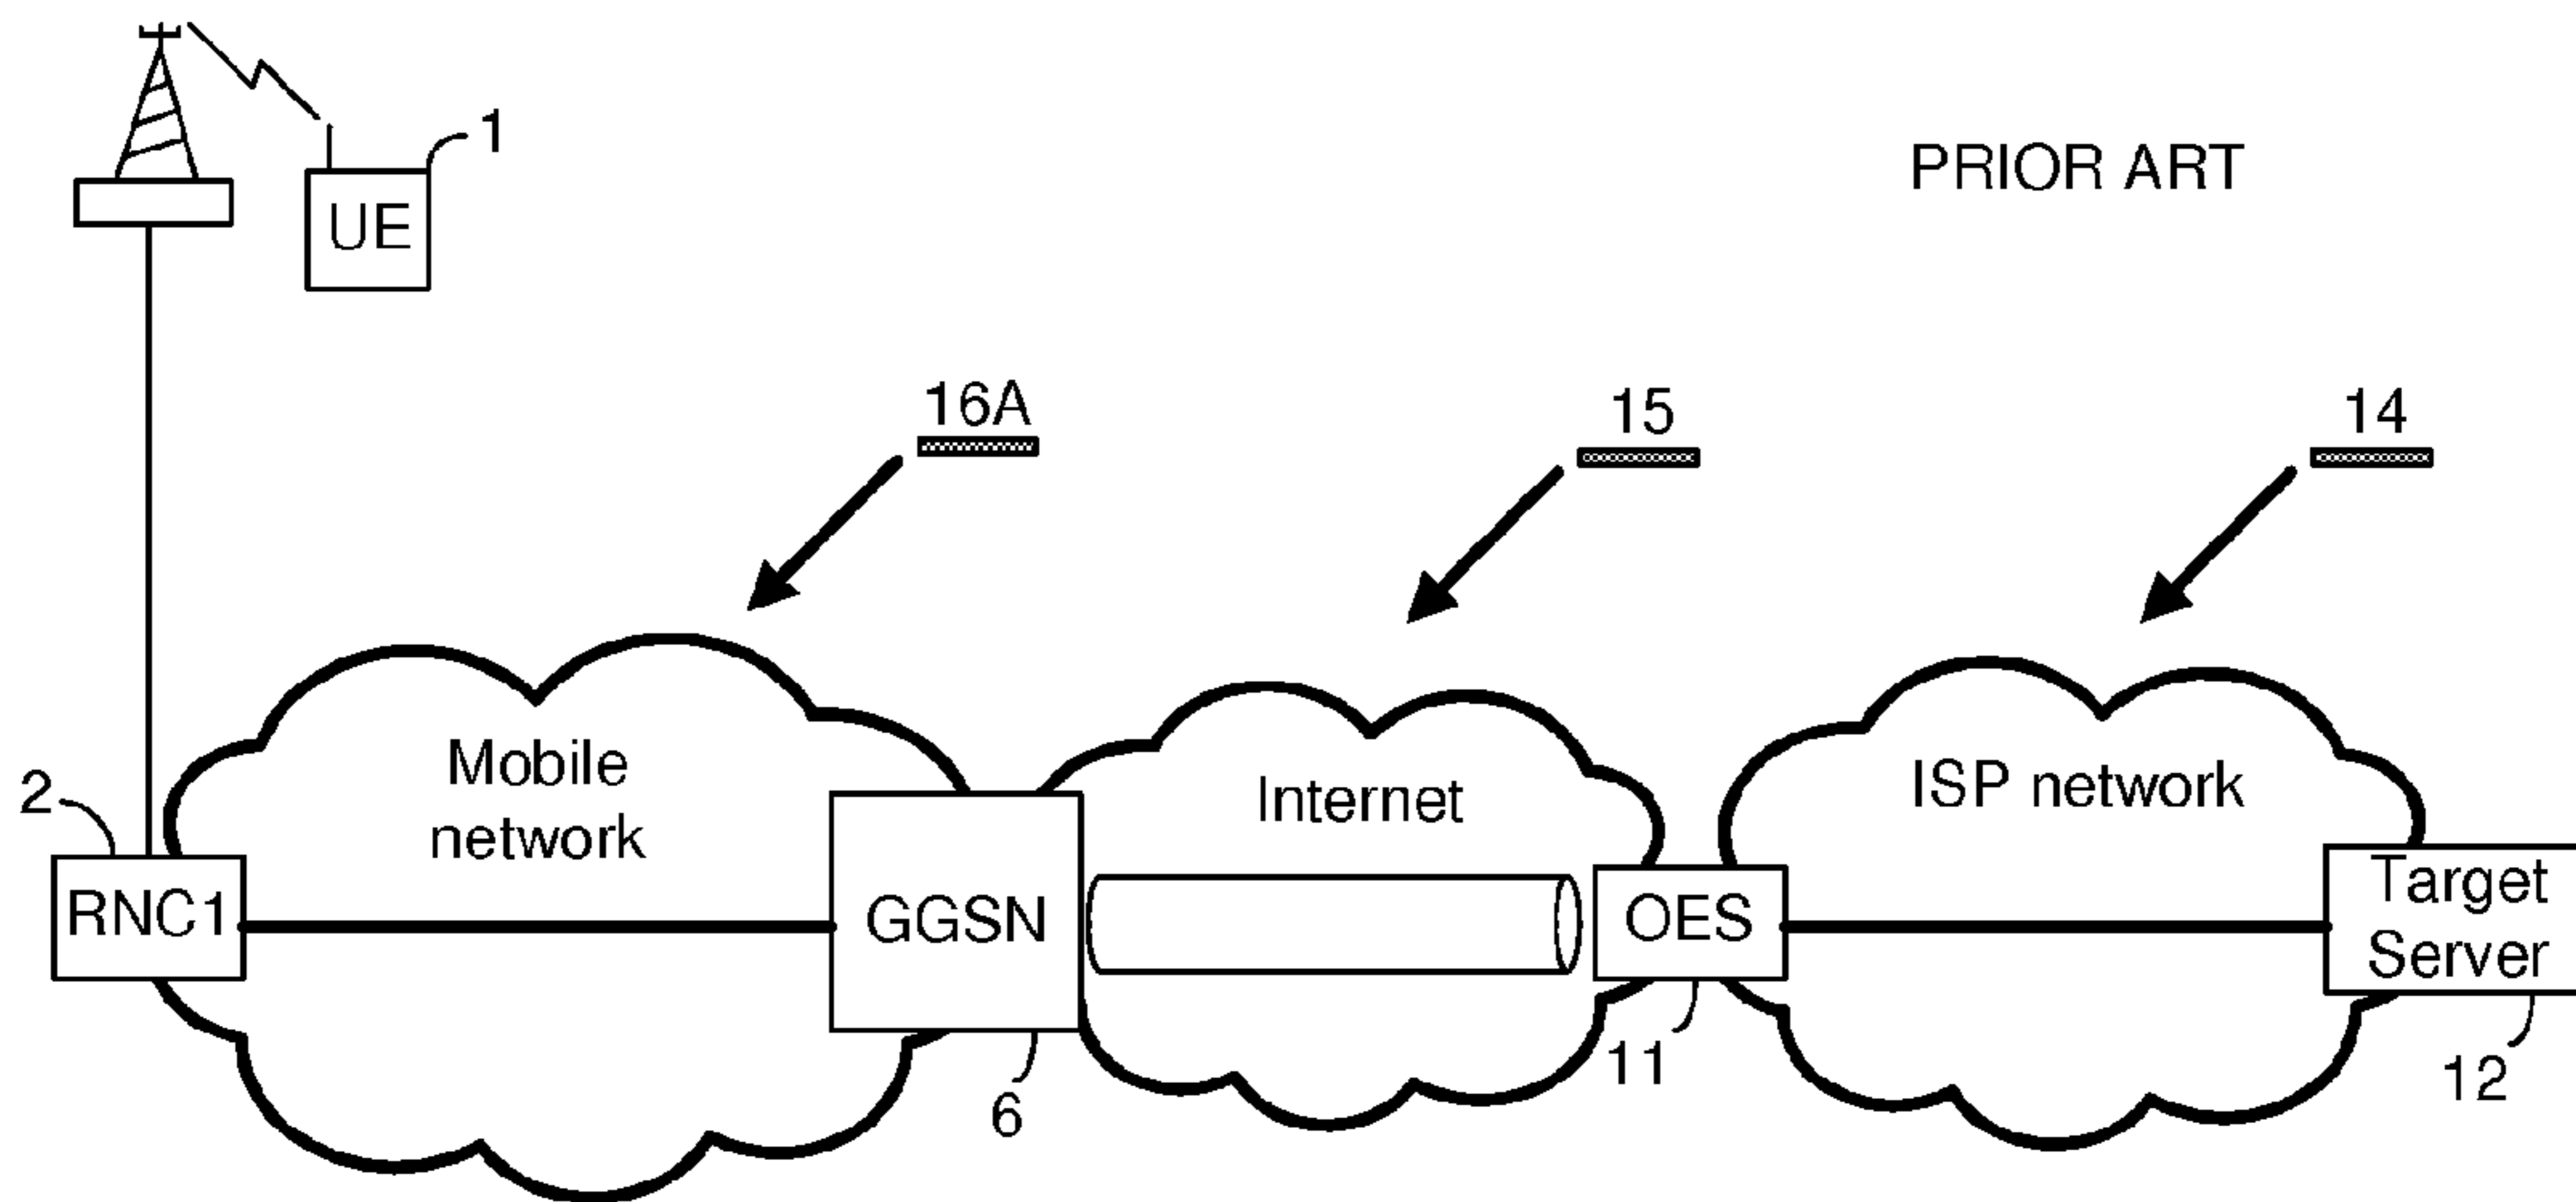 1
UE
PRIOR ART
16A
15
14
Mobile
network
Internet
ISP network
2
RNC1
GGSN
OES
Target
Server
6
11
12